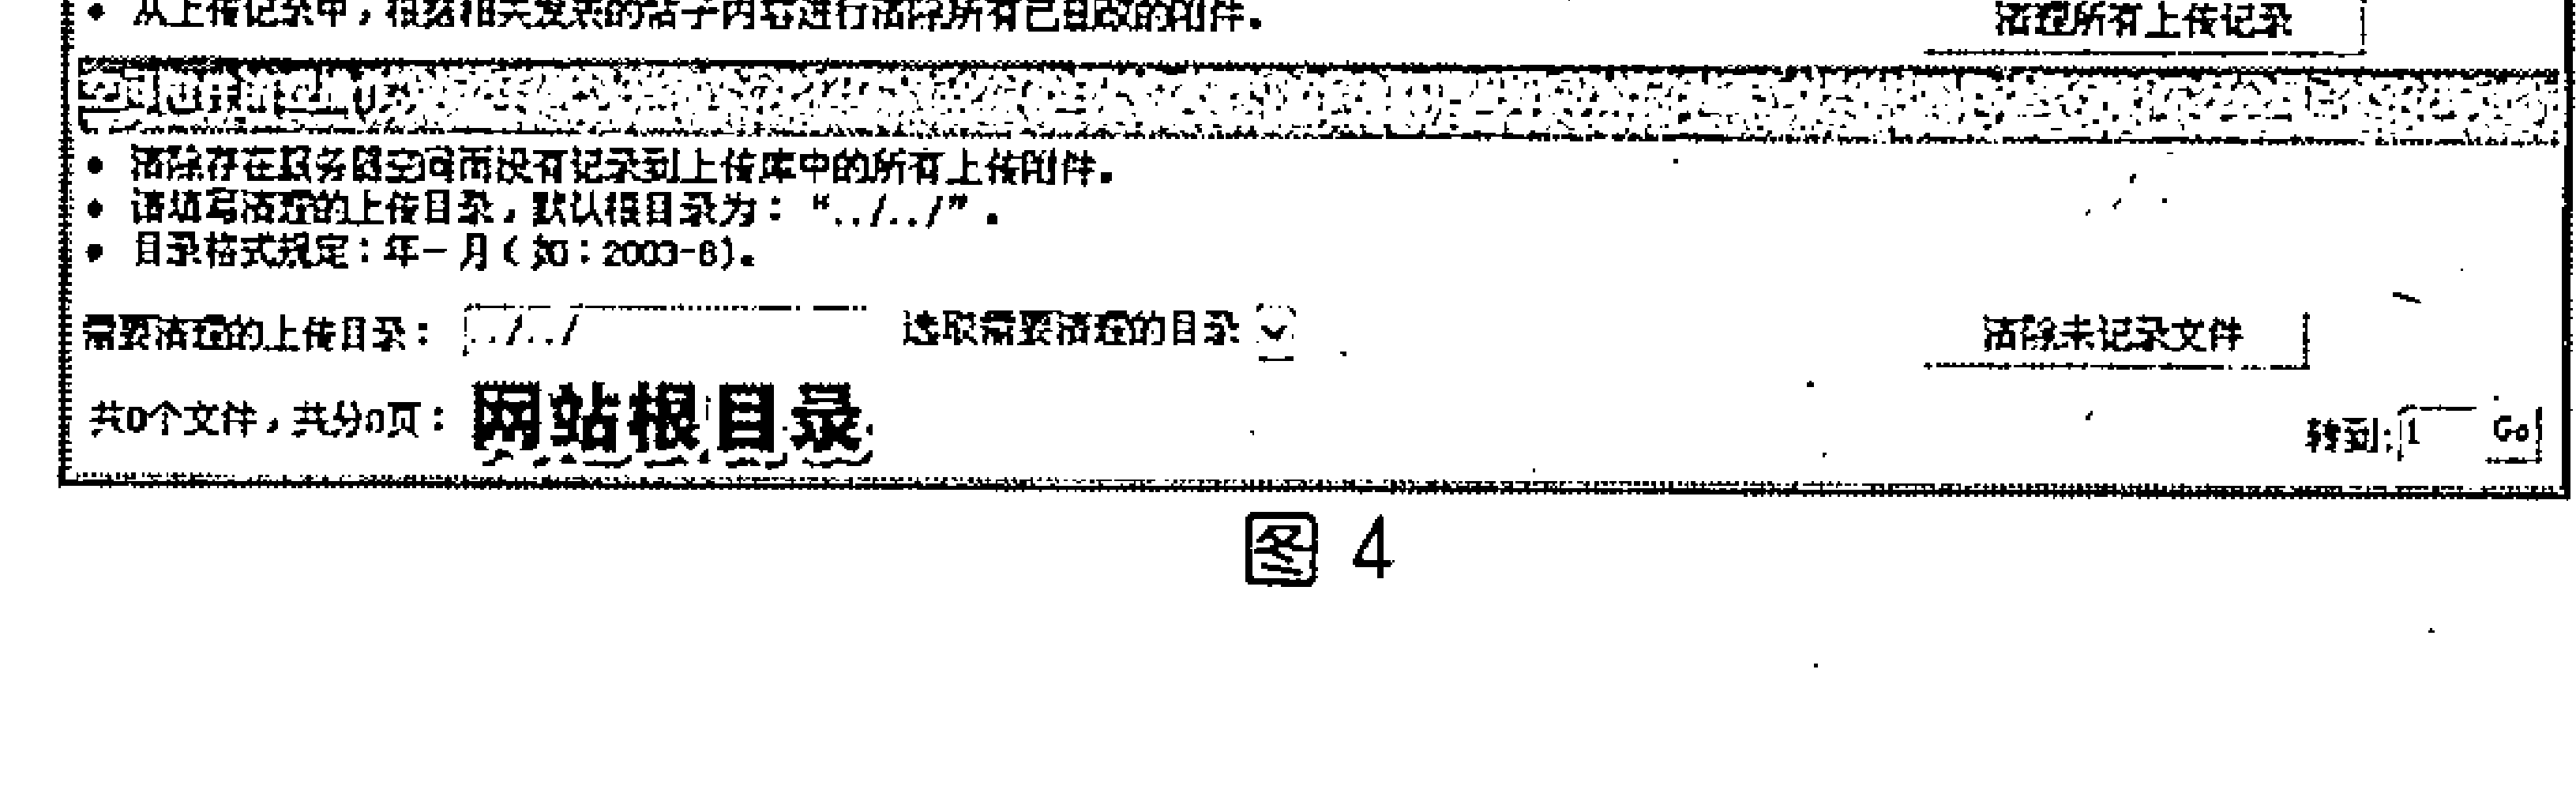 • 从上传记录中，根据相关发表的帖子内容进行清除所有已更改的附件。
清理所有上传记录
• 清除存在服务器空间而没有记录到上传库中的所有上传附件。
• 请填写清理的上传目录，默认根目录为：“../../”。
• 目录格式规定：年－月（如：2003-8）。
需要清理的上传目录： ../../ 选取需要清理的目录 清除未记录文件
共0个文件，共分0页： 网站根目录 转到:1 Go
图 4